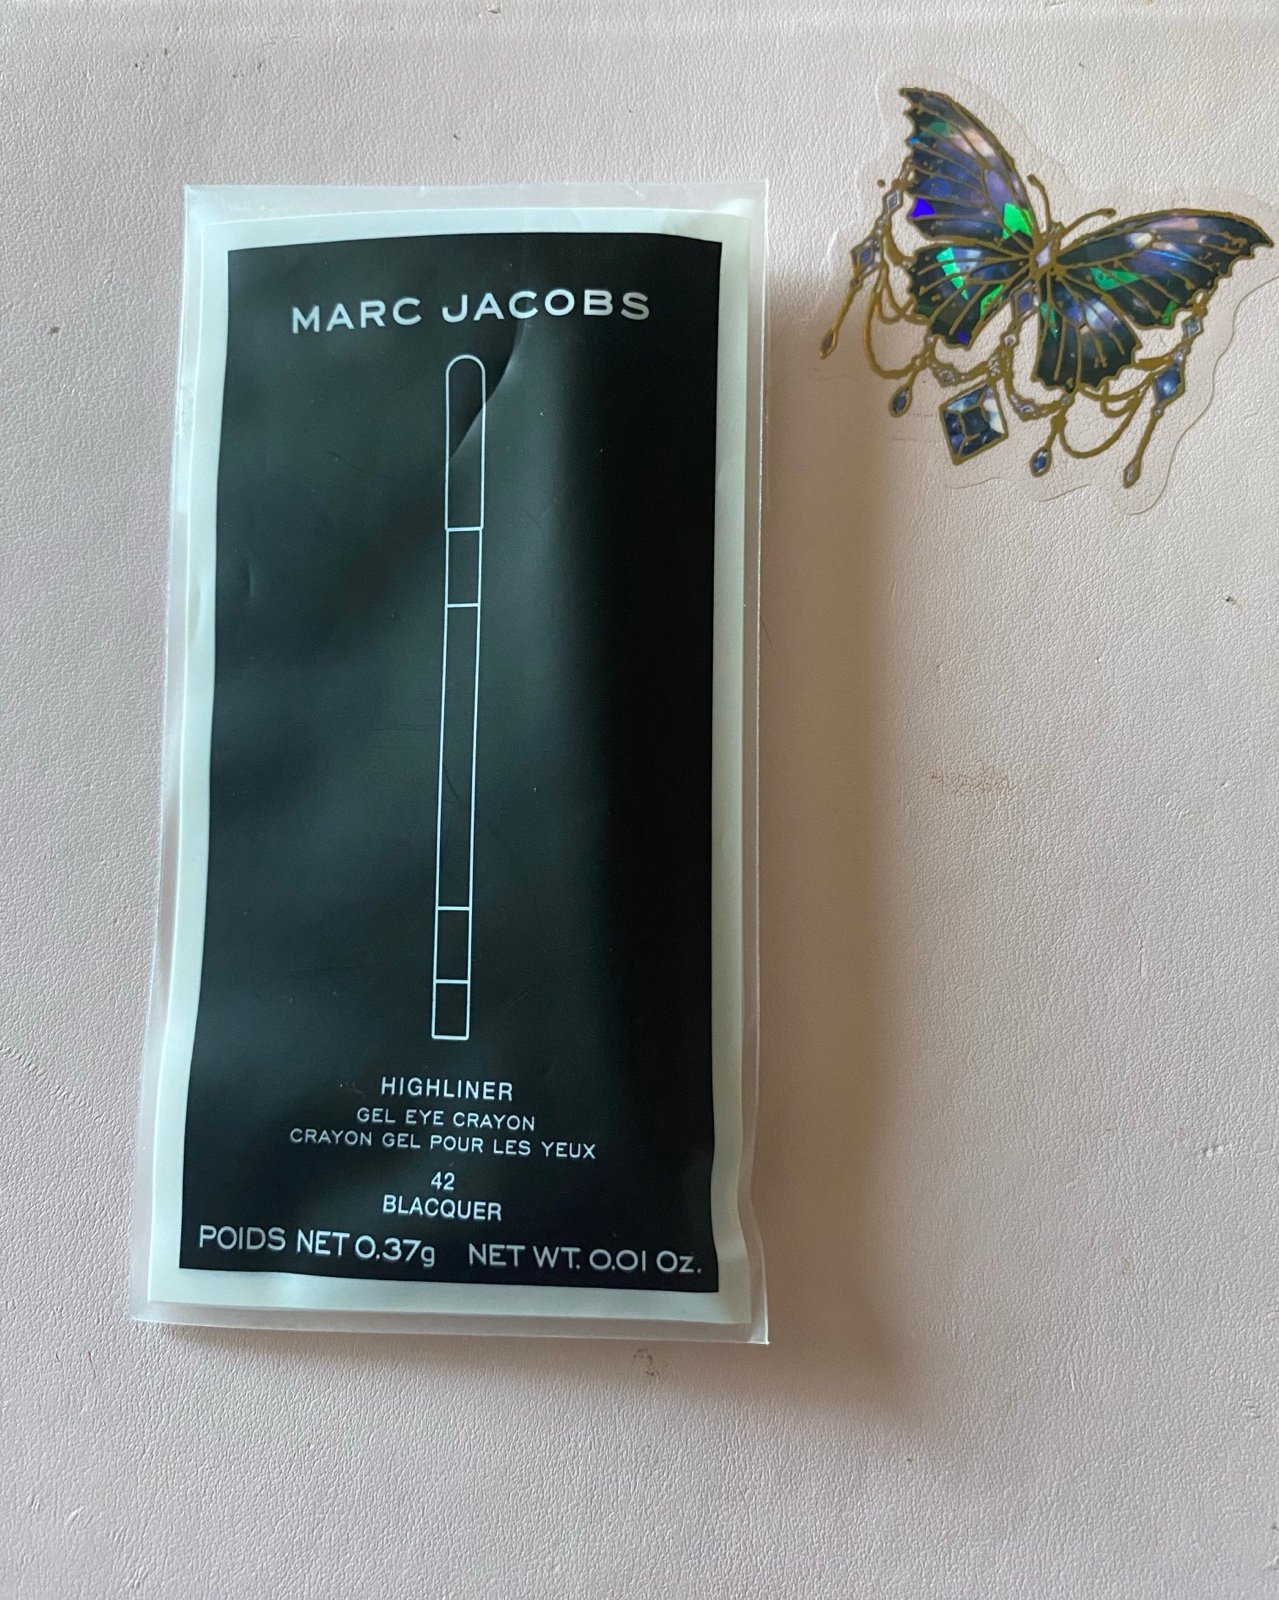 MARC JACOBS
HIGHLINER
GEL EYE CRAYON
CRAYON GEL POUR LES YEUX
42
BLACQUER
POIDS NET 0.37g NET WT. 0.01 Oz.